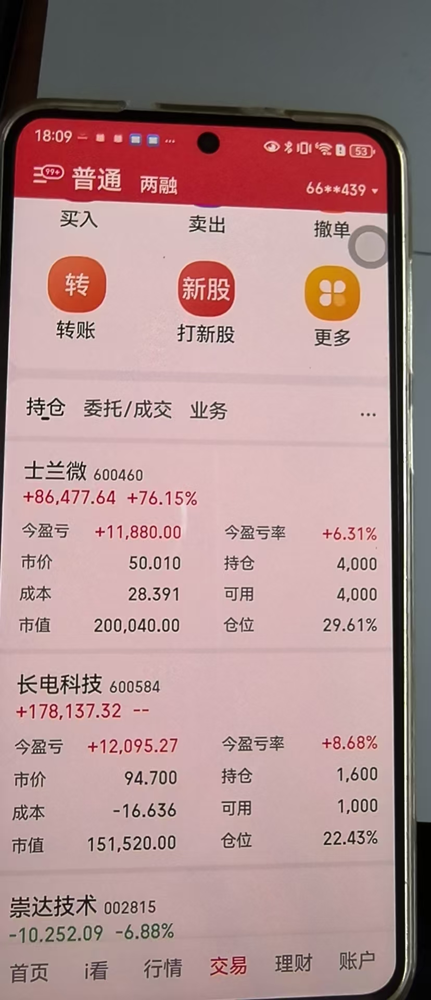 18:09 53
99+ 普通 两融 66**439
买入 卖出 撤单
转 新股
转账 打新股 更多
持仓 委托/成交 业务 ...
士兰微 600460
+86,477.64 +76.15%
今盈亏 +11,880.00 今盈亏率 +6.31%
市价 50.010 持仓 4,000
成本 28.391 可用 4,000
市值 200,040.00 仓位 29.61%
长电科技 600584
+178,137.32 --
今盈亏 +12,095.27 今盈亏率 +8.68%
市价 94.700 持仓 1,600
成本 -16.636 可用 1,000
市值 151,520.00 仓位 22.43%
崇达技术 002815
-10,252.09 -6.88%
首页 i看 行情 交易 理财 账户